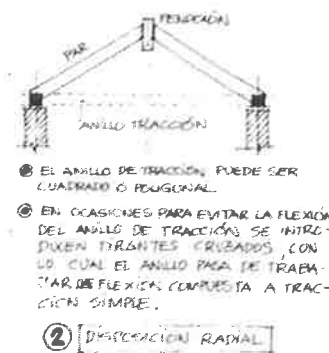 PENDOLÓN
PAR
ANILLO TRACCIÓN
EL ANILLO DE TRACCIÓN PUEDE SER
CUADRADO Ó POLIGONAL
EN OCASIONES PARA EVITAR LA FLEXIÓN
DEL ANILLO DE TRACCIÓN SE INTRO-
DUCEN TIRANTES CRUZADOS, CON
LO CUAL EL ANILLO PASA DE TRABA-
JAR DE FLEXIÓN COMPUESTA A TRAC-
CIÓN SIMPLE.
2 DISPOSICIÓN RADIAL